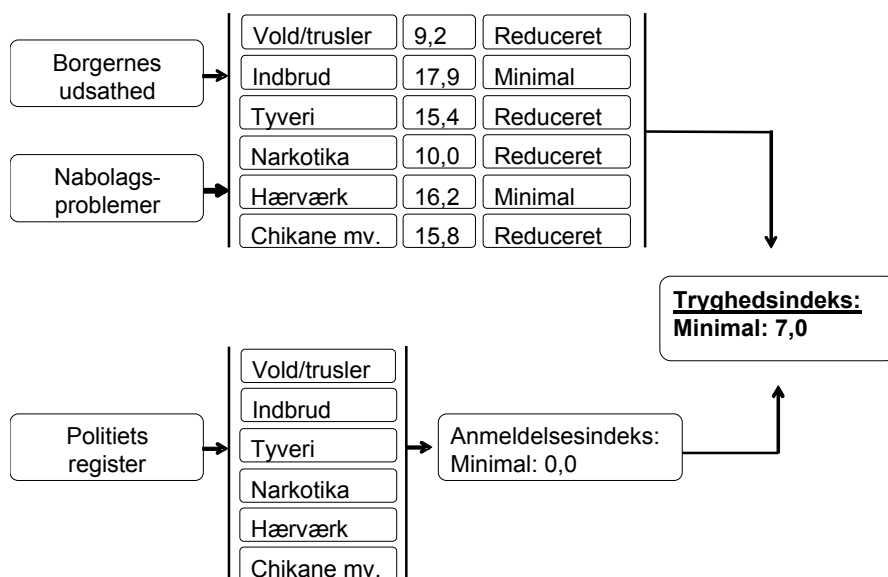 Borgernes
udsathed
Nabolags-
problemer
Vold/trusler 9,2 Reduceret
Indbrud 17,9 Minimal
Tyveri 15,4 Reduceret
Narkotika 10,0 Reduceret
Hærværk 16,2 Minimal
Chikane mv. 15,8 Reduceret
Tryghedsindeks:
Minimal: 7,0
Politiets
register
Vold/trusler
Indbrud
Tyveri
Narkotika
Hærværk
Chikane mv.
Anmeldelsesindeks:
Minimal: 0,0